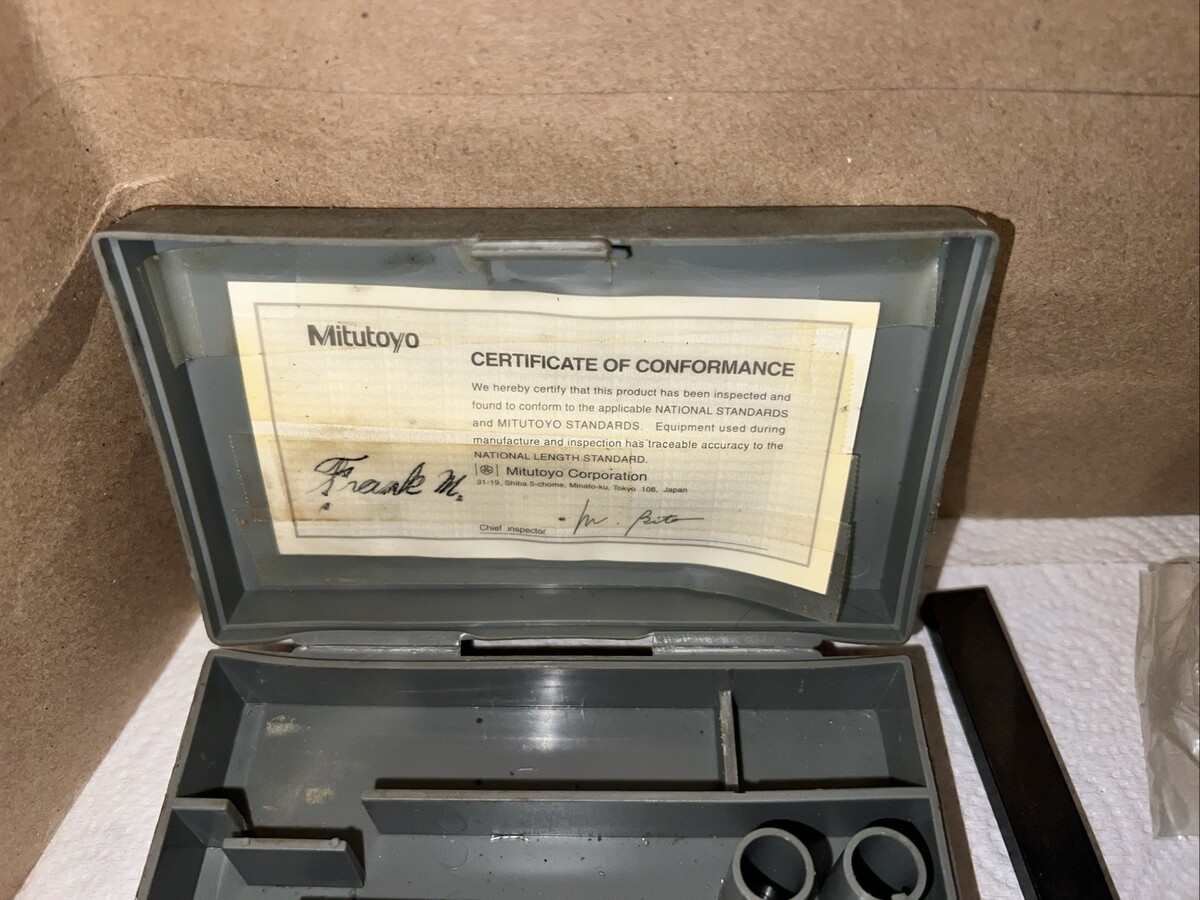 Mitutoyo
CERTIFICATE OF CONFORMANCE
We hereby certify that this product has been inspected and
found to conform to the applicable NATIONAL STANDARDS
and MITUTOYO STANDARDS. Equipment used during
manufacture and inspection has traceable accuracy to the
NATIONAL LENGTH STANDARD.
Mitutoyo Corporation
31-19, Shiba 5-chome, Minato-ku, Tokyo 108, Japan
Frank M.
Chief inspector